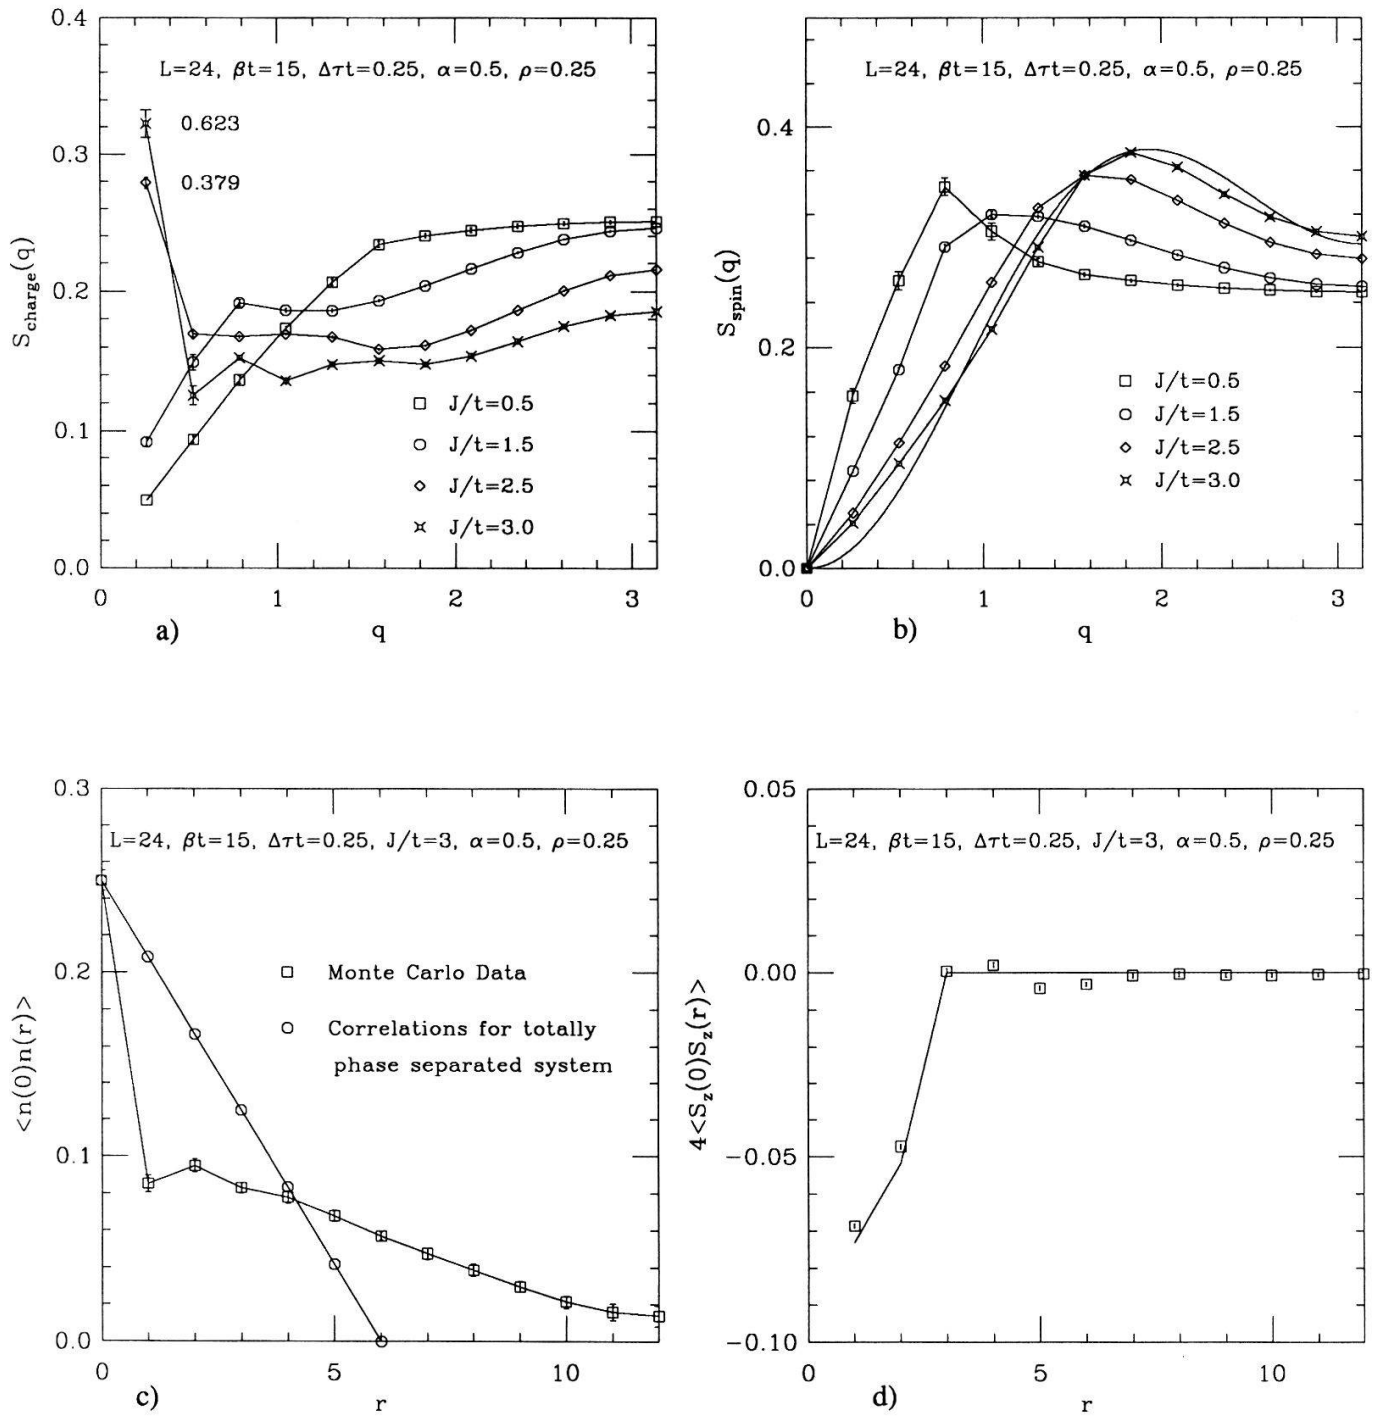 L=24, βt=15, Δτt=0.25, α=0.5, ρ=0.25
0.4
0.3
0.2
0.1
0.0
S_charge(q)
0.623
0.379
J/t=0.5
J/t=1.5
J/t=2.5
J/t=3.0
0 1 2 3
a) q
L=24, βt=15, Δτt=0.25, α=0.5, ρ=0.25
0.4
0.2
0.0
S_spin(q)
J/t=0.5
J/t=1.5
J/t=2.5
J/t=3.0
0 1 2 3
b) q
L=24, βt=15, Δτt=0.25, J/t=3, α=0.5, ρ=0.25
0.3
0.2
0.1
0.0
<n(0)n(r)>
Monte Carlo Data
Correlations for totally
phase separated system
0 5 10
c) r
L=24, βt=15, Δτt=0.25, J/t=3, α=0.5, ρ=0.25
0.05
0.00
−0.05
−0.10
4<S_z(0)S_z(r)>
0 5 10
d) r